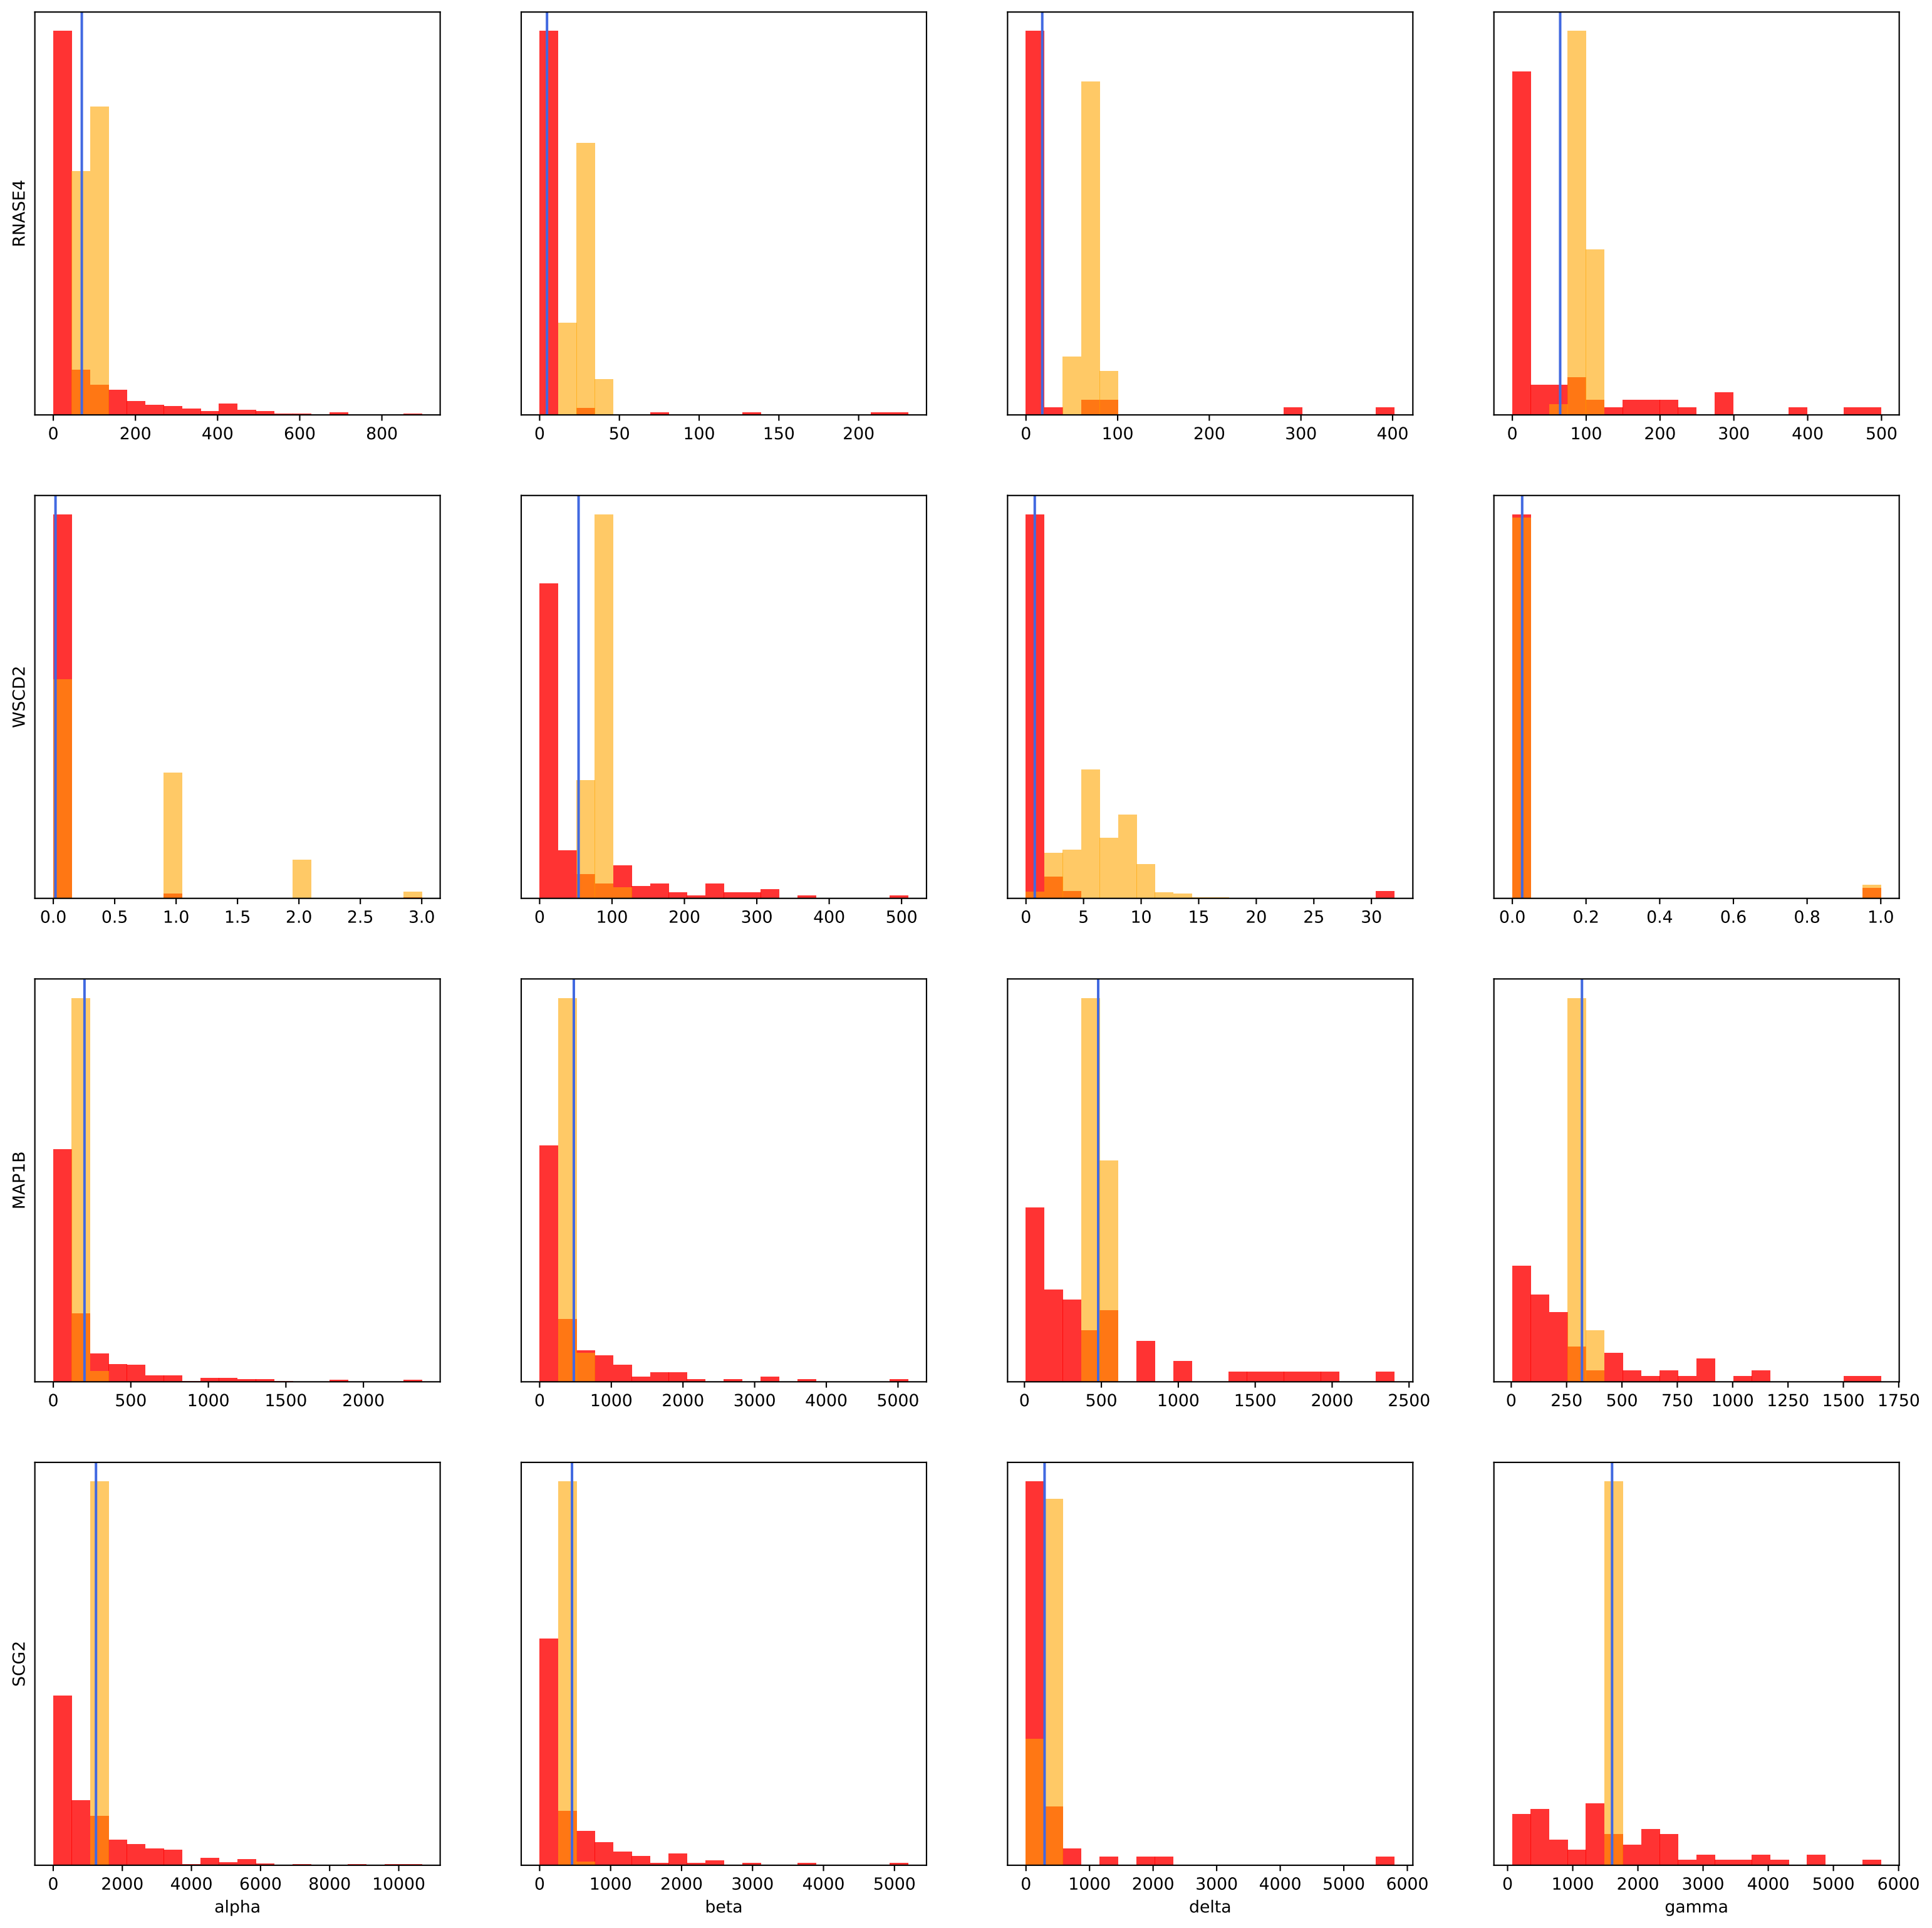 RNASE4
0 200 400 600 800
0 50 100 150 200
0 100 200 300 400
0 100 200 300 400 500
WSCD2
0.0 0.5 1.0 1.5 2.0 2.5 3.0
0 100 200 300 400 500
0 5 10 15 20 25 30
0.0 0.2 0.4 0.6 0.8 1.0
MAP1B
0 500 1000 1500 2000
0 1000 2000 3000 4000 5000
0 500 1000 1500 2000 2500
0 250 500 750 1000 1250 1500 1750
SCG2
0 2000 4000 6000 8000 10000
0 1000 2000 3000 4000 5000
0 1000 2000 3000 4000 5000 6000
0 1000 2000 3000 4000 5000 6000
alpha
beta
delta
gamma